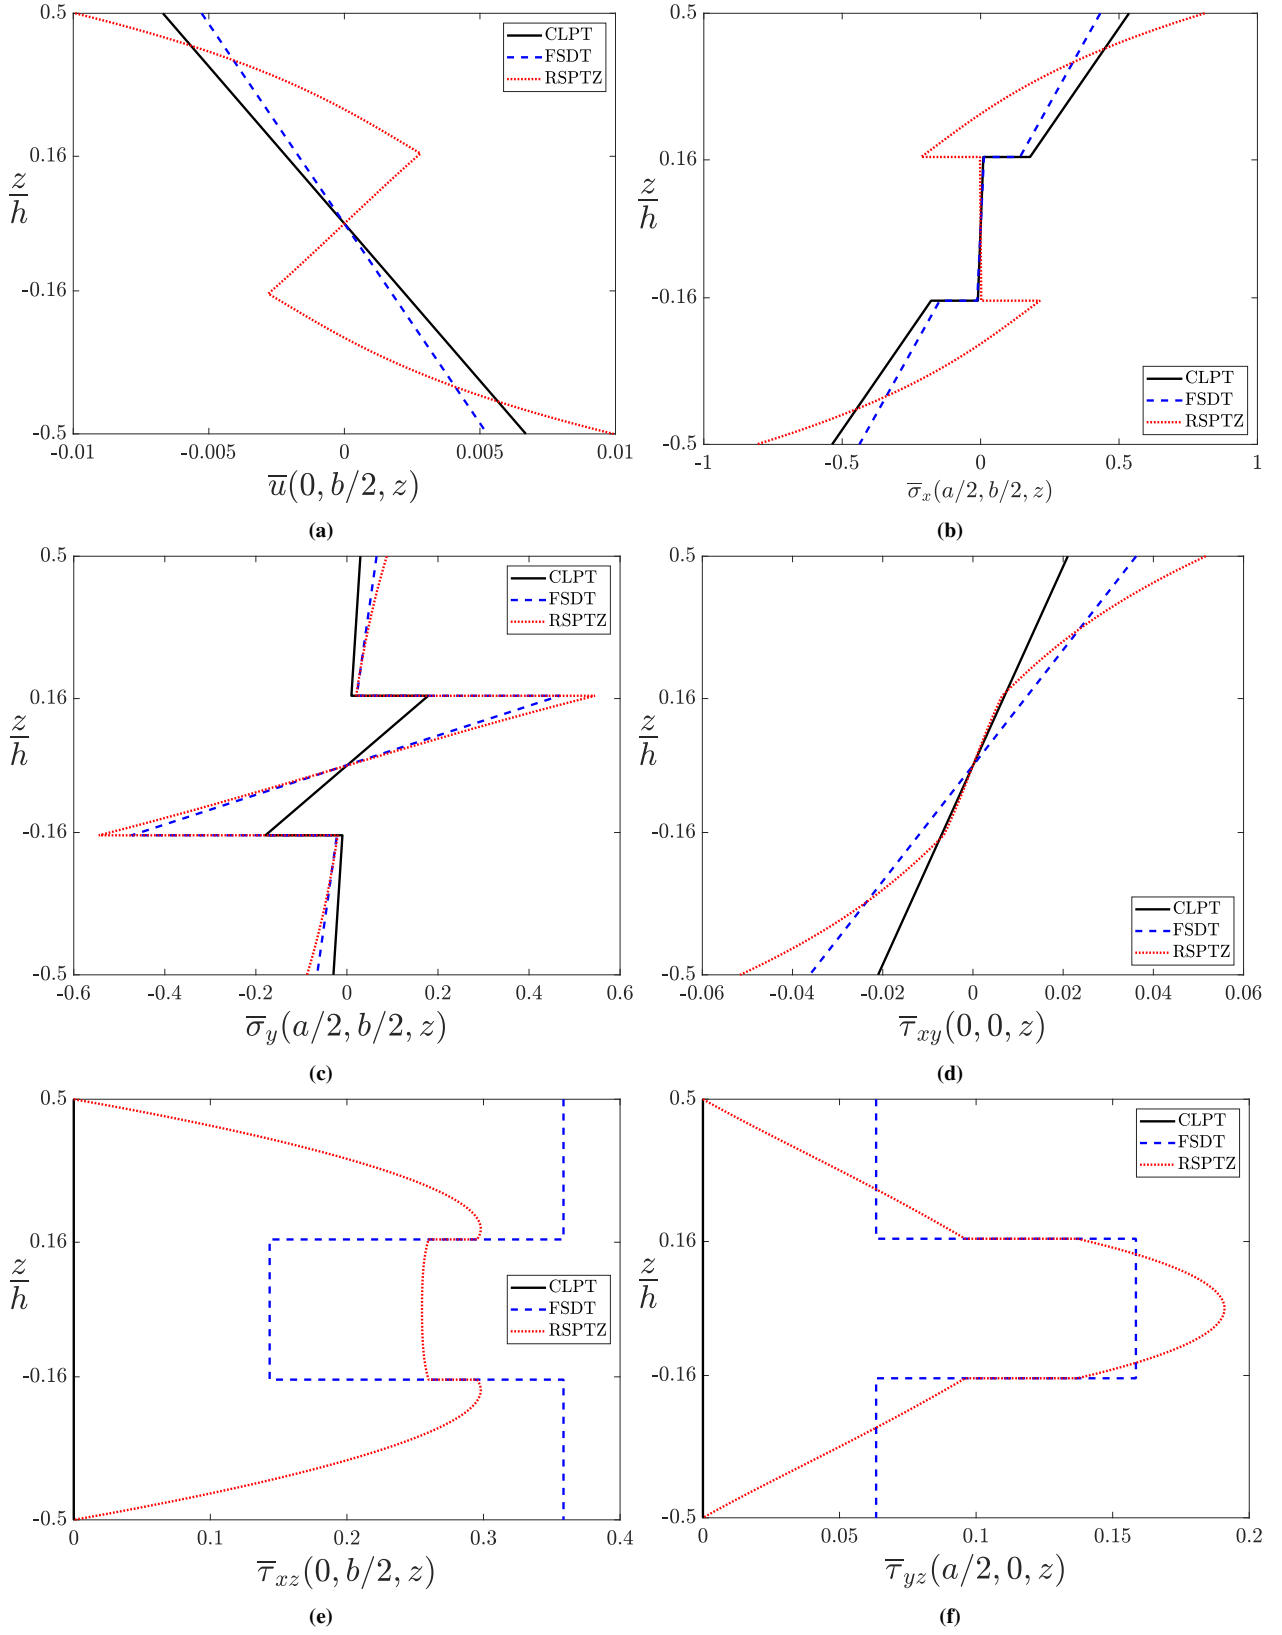 0.5
0.16
-0.16
-0.5
z/h
-0.01
-0.005
0
0.005
0.01
u̅(0, b/2, z)
CLPT
FSDT
RSPTZ
(a)
0.5
0.16
-0.16
-0.5
z/h
-1
-0.5
0
0.5
1
σ̅x(a/2, b/2, z)
CLPT
FSDT
RSPTZ
(b)
0.5
0.16
-0.16
-0.5
z/h
-0.6
-0.4
-0.2
0
0.2
0.4
0.6
σ̅y(a/2, b/2, z)
CLPT
FSDT
RSPTZ
(c)
0.5
0.16
-0.16
-0.5
z/h
-0.06
-0.04
-0.02
0
0.02
0.04
0.06
τ̅xy(0, 0, z)
CLPT
FSDT
RSPTZ
(d)
0.5
0.16
-0.16
-0.5
z/h
0
0.1
0.2
0.3
0.4
τ̅xz(0, b/2, z)
CLPT
FSDT
RSPTZ
(e)
0.5
0.16
-0.16
-0.5
z/h
0
0.05
0.1
0.15
0.2
τ̅yz(a/2, 0, z)
CLPT
FSDT
RSPTZ
(f)